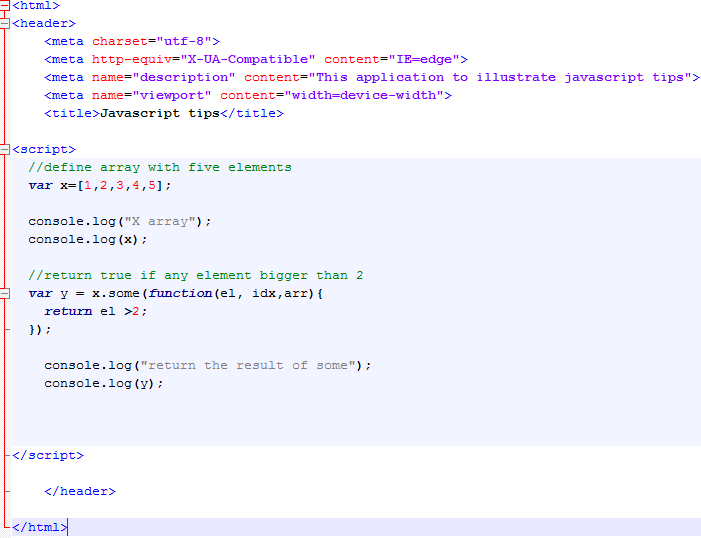 <html>
<header>
<meta charset="utf-8">
<meta http-equiv="X-UA-Compatible" content="IE=edge">
<meta name="description" content="This application to illustrate javascript tips">
<meta name="viewport" content="width=device-width">
<title>Javascript tips</title>
<script>
//define array with five elements
var x=[1,2,3,4,5];
console.log("X array");
console.log(x);
//return true if any element bigger than 2
var y = x.some(function(el, idx,arr){
return el >2;
});
console.log("return the result of some");
console.log(y);
</script>
</header>
</html>